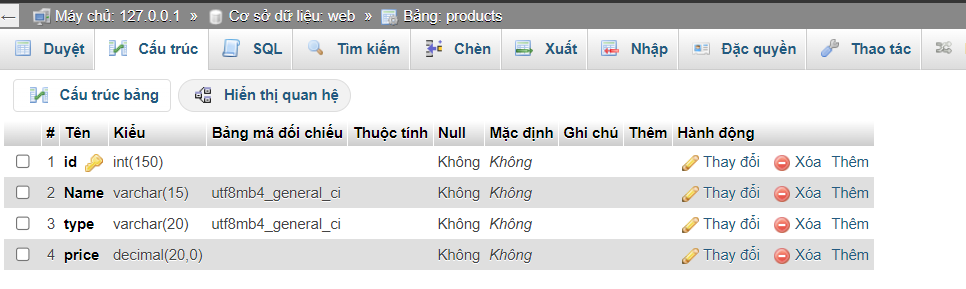 ← Máy chủ: 127.0.0.1 » Cơ sở dữ liệu: web » Bảng: products
Duyệt Cấu trúc SQL Tìm kiếm Chèn Xuất Nhập Đặc quyền Thao tác
Cấu trúc bảng Hiển thị quan hệ
# Tên Kiểu Bảng mã đối chiếu Thuộc tính Null Mặc định Ghi chú Thêm Hành động
1 id int(150) Không Không Thay đổi Xóa Thêm
2 Name varchar(15) utf8mb4_general_ci Không Không Thay đổi Xóa Thêm
3 type varchar(20) utf8mb4_general_ci Không Không Thay đổi Xóa Thêm
4 price decimal(20,0) Không Không Thay đổi Xóa Thêm